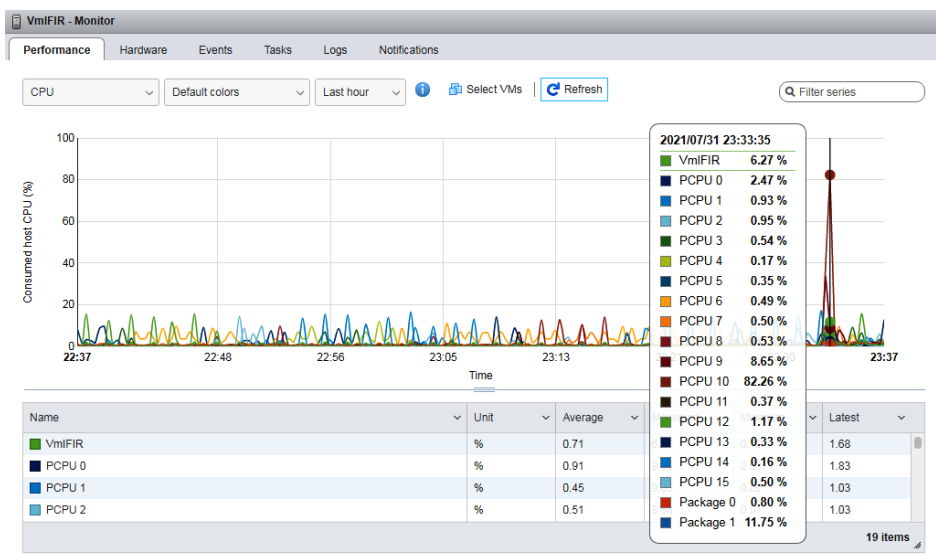 VmIFIR - Monitor
Performance Hardware Events Tasks Logs Notifications
CPU Default colors Last hour Select VMs Refresh Filter series
Consumed host CPU (%)
100
80
60
40
20
0
22:37 22:48 22:56 23:05 23:13 23:37
Time
2021/07/31 23:33:35
VmIFIR 6.27 %
PCPU 0 2.47 %
PCPU 1 0.93 %
PCPU 2 0.95 %
PCPU 3 0.54 %
PCPU 4 0.17 %
PCPU 5 0.35 %
PCPU 6 0.49 %
PCPU 7 0.50 %
PCPU 8 0.53 %
PCPU 9 8.65 %
PCPU 10 82.26 %
PCPU 11 0.37 %
PCPU 12 1.17 %
PCPU 13 0.33 %
PCPU 14 0.16 %
PCPU 15 0.50 %
Package 0 0.80 %
Package 1 11.75 %
Name Unit Average Latest
VmIFIR % 0.71 1.68
PCPU 0 % 0.91 1.83
PCPU 1 % 0.45 1.03
PCPU 2 % 0.51 1.03
19 items